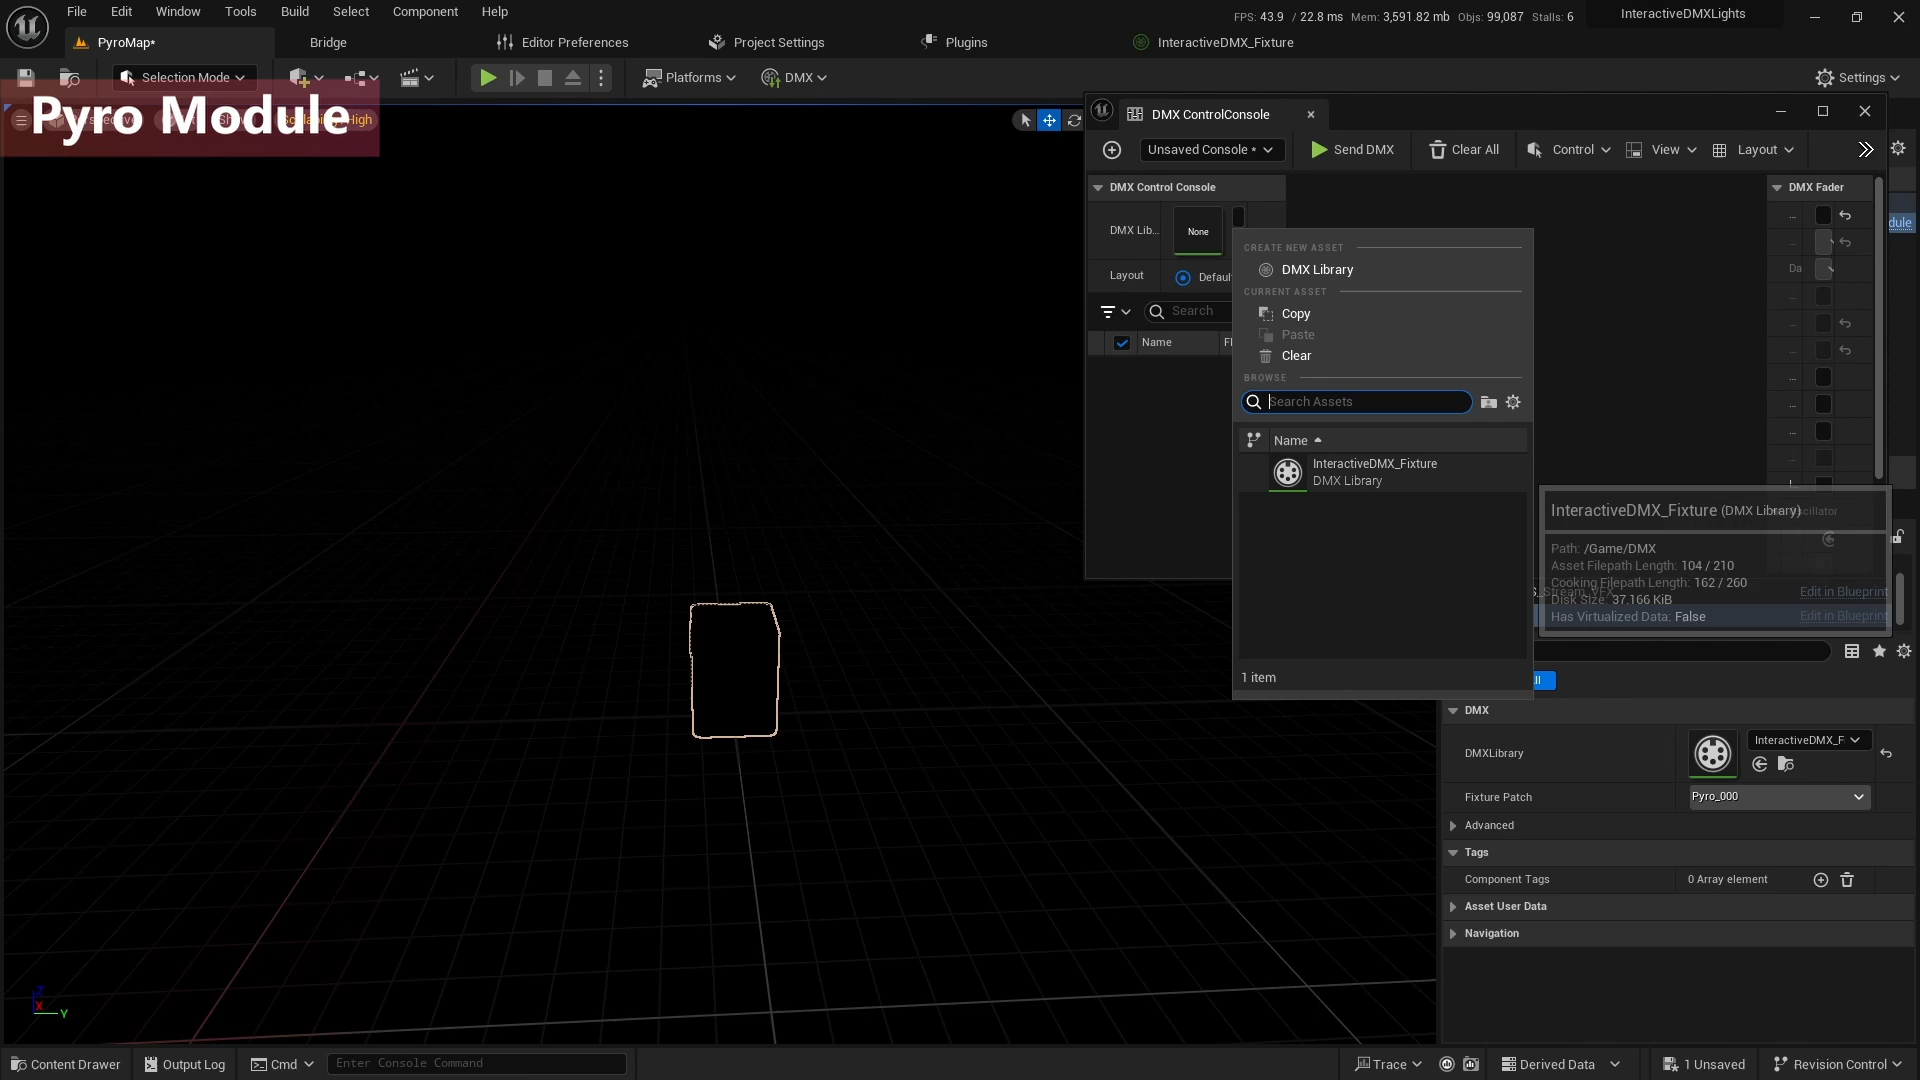 File Edit Window Tools Build Select Component Help
FPS: 43.9 / 22.8 ms Mem: 3,591.82 mb Objs: 99,087 Stalls: 6
InteractiveDMXLights
PyroMap*
Bridge
Editor Preferences
Project Settings
Plugins
InteractiveDMX_Fixture
Selection Mode
Platforms
DMX
Settings
Pyro Module
High
DMX ControlConsole
Unsaved Console *
Send DMX
Clear All
Control
View
Layout
DMX Control Console
DMX Fader
DMX Lib...
None
dule
Layout
Defaul
Da
Search
Name
CREATE NEW ASSET
DMX Library
CURRENT ASSET
Copy
Paste
Clear
BROWSE
Search Assets
Name
InteractiveDMX_Fixture
DMX Library
1 item
InteractiveDMX_Fixture (DMX Library)
Path: /Game/DMX
Asset Filepath Length: 104 / 210
Cooking Filepath Length: 162 / 260
Disk Size: 37.166 KiB
Has Virtualized Data: False
Edit in Blueprint
Edit in Blueprint
DMX
DMXLibrary
InteractiveDMX_F
Fixture Patch
Pyro_000
Advanced
Tags
Component Tags
0 Array element
Asset User Data
Navigation
Z
X
Y
Content Drawer
Output Log
Cmd
Enter Console Command
Trace
Derived Data
1 Unsaved
Revision Control